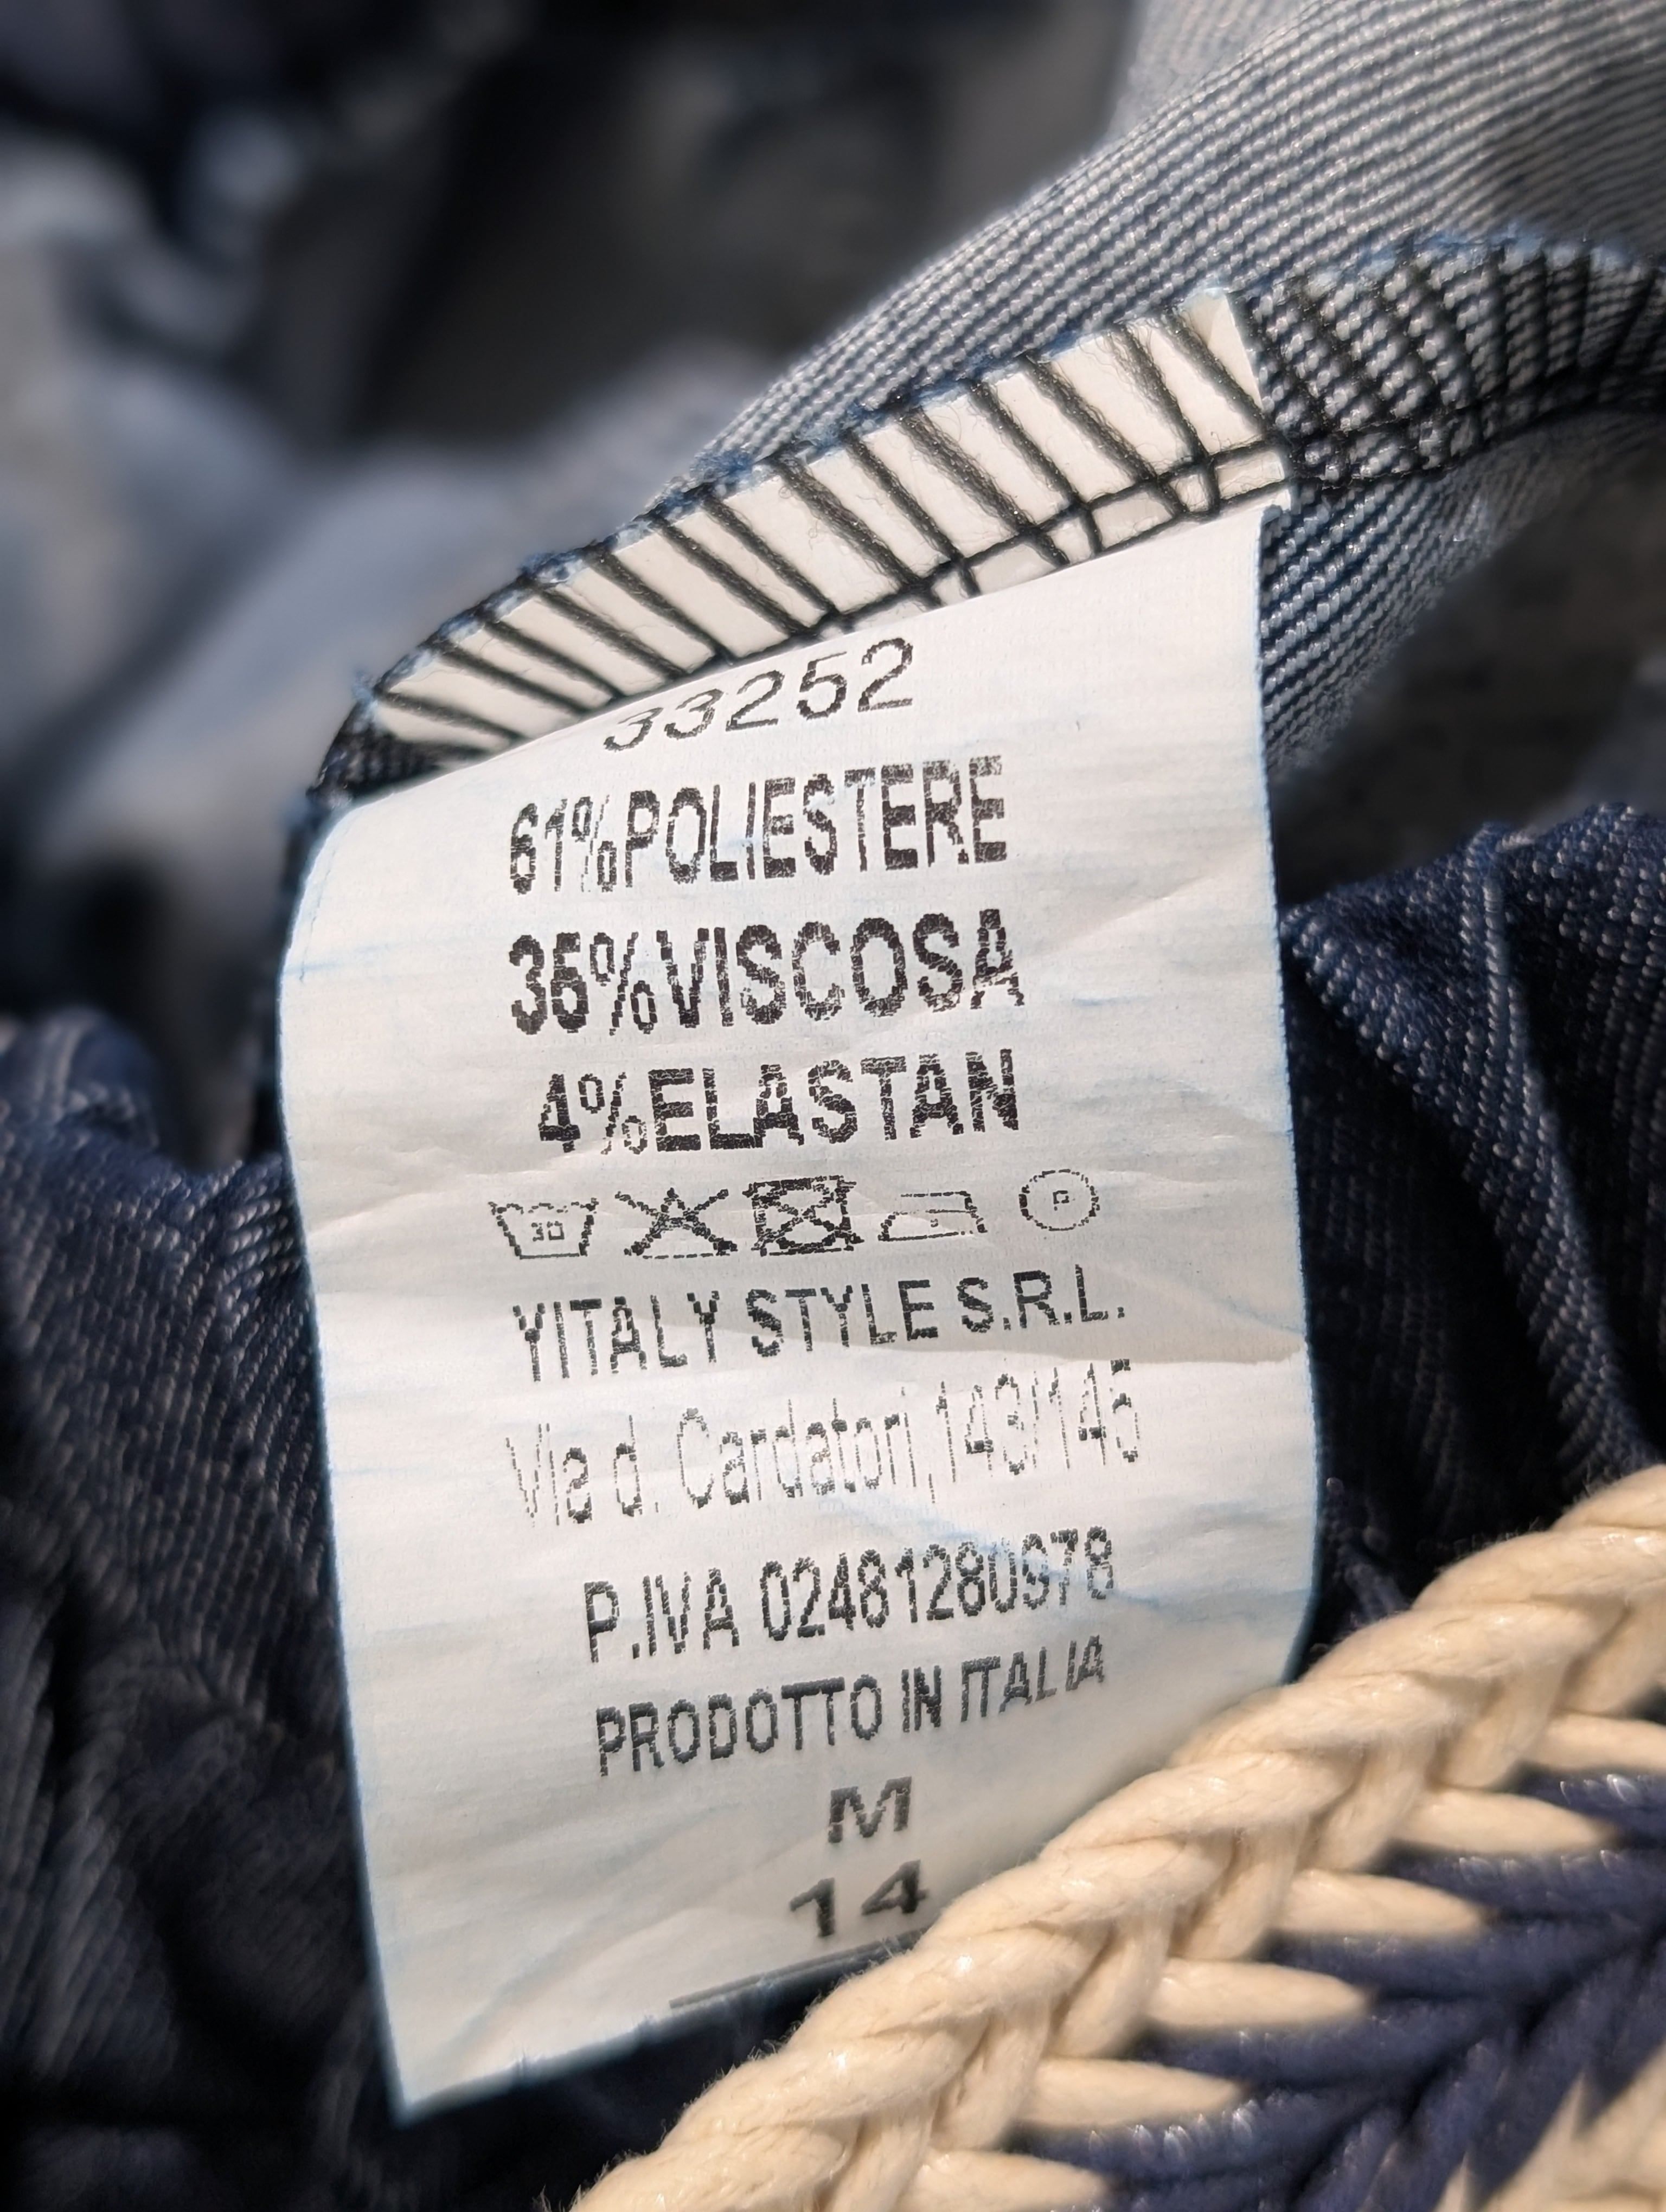 33252
61%POLIESTERE
35%VISCOSA
4%ELASTAN
30 P
YITALY STYLE S.R.L.
Via d. Cardatori,143/145
P.IVA 02481280978
PRODOTTO IN ITALIA
M
14